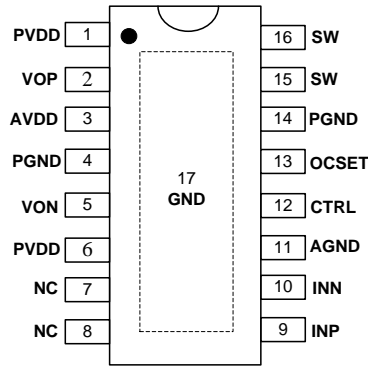 PVDD 1
VOP 2
AVDD 3
PGND 4
VON 5
PVDD 6
NC 7
NC 8
17
GND
16 SW
15 SW
14 PGND
13 OCSET
12 CTRL
11 AGND
10 INN
9 INP